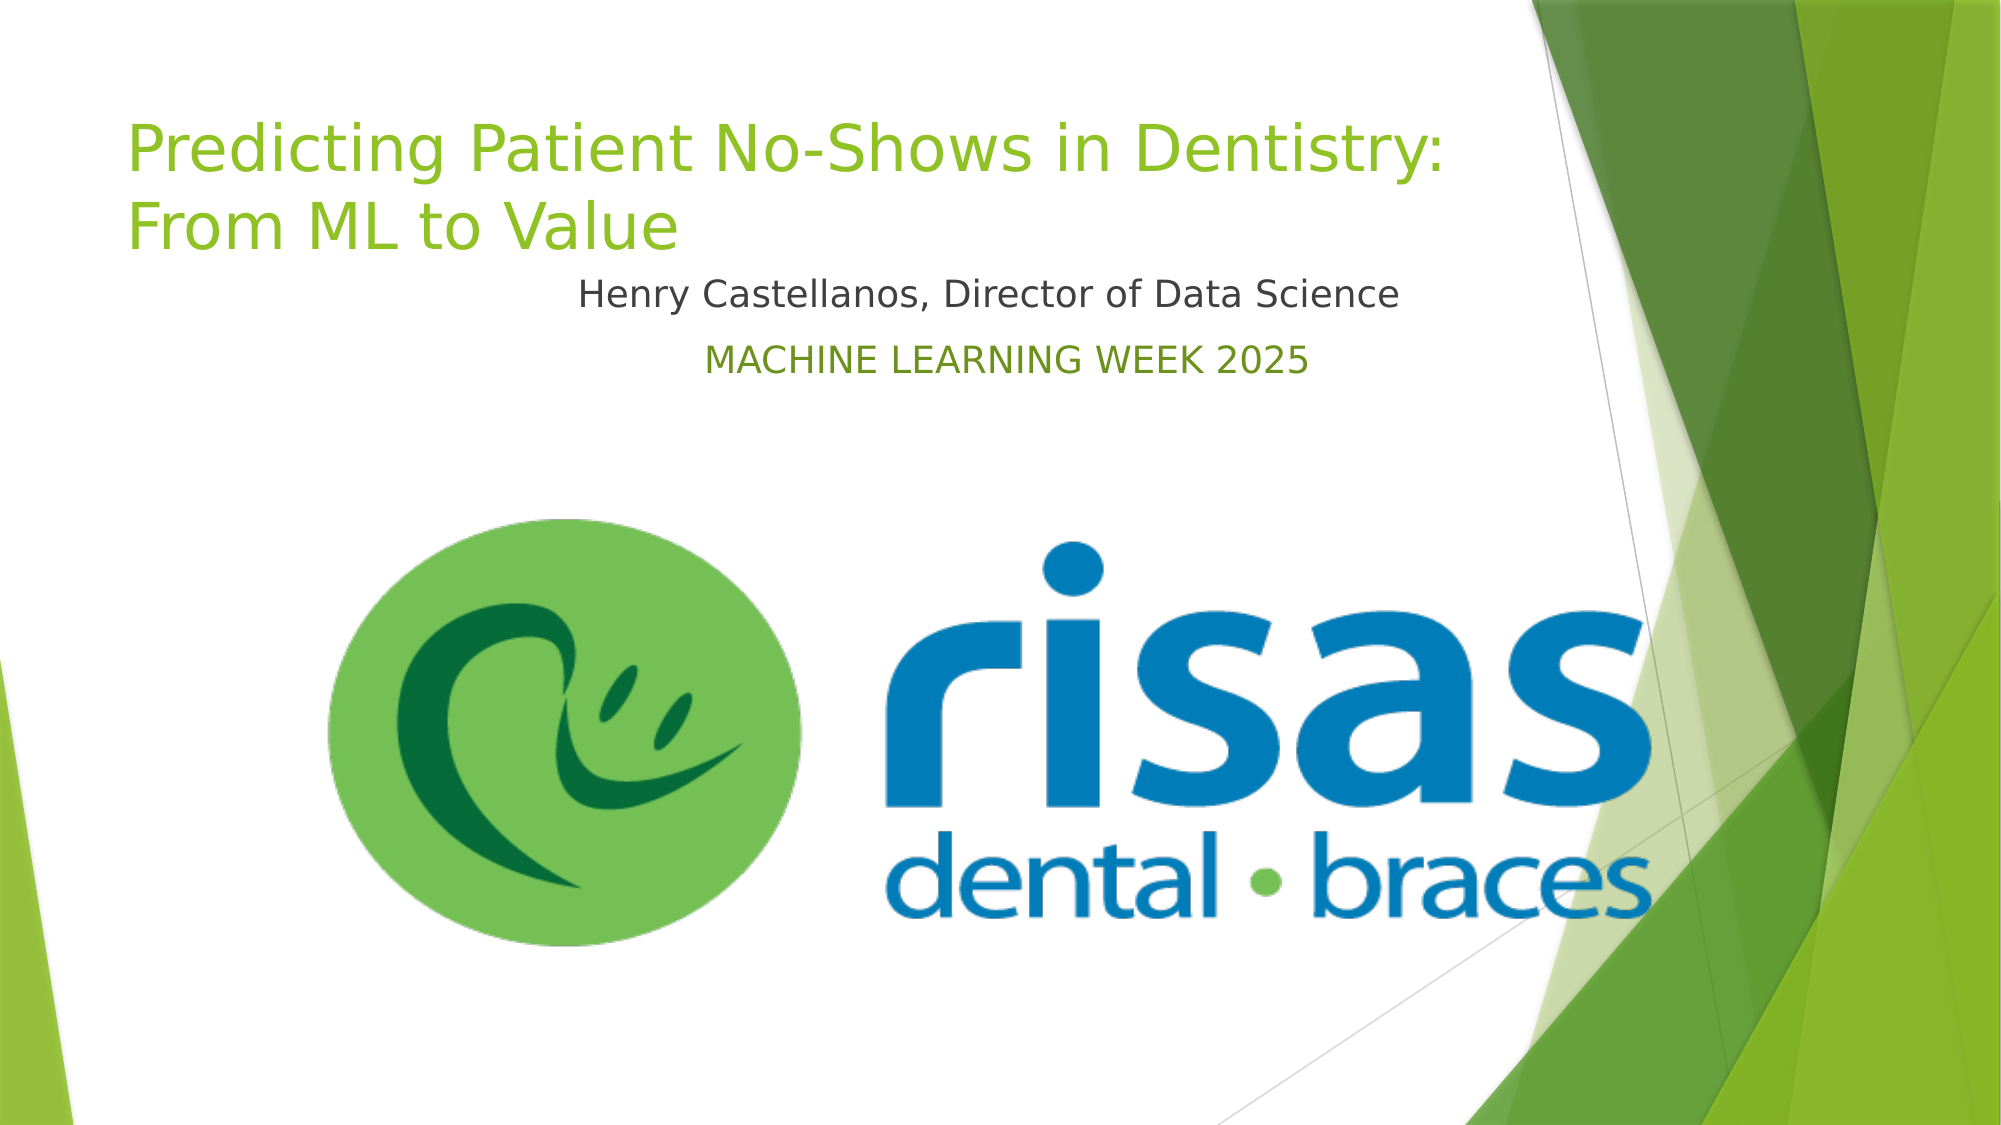 Predicting Patient No-Shows in Dentistry:
From ML to Value
Henry Castellanos, Director of Data Science
MACHINE LEARNING WEEK 2025
risas
dental • braces